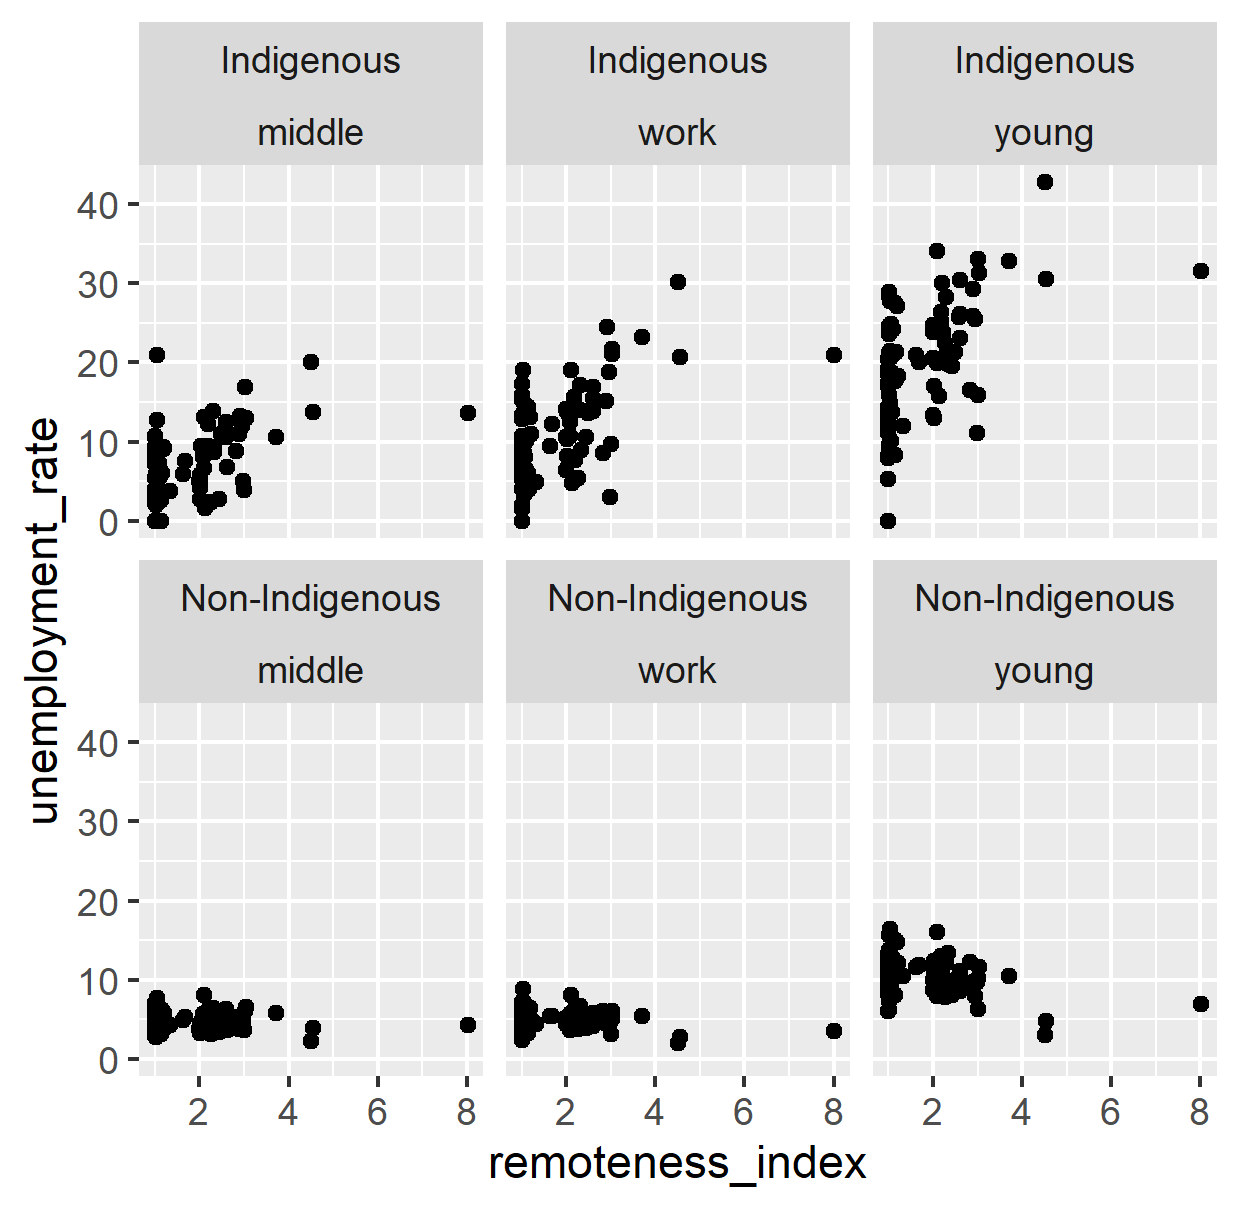 Indigenous
middle
Indigenous
work
Indigenous
young
40
30
20
10
0
Non-Indigenous
middle
Non-Indigenous
work
Non-Indigenous
young
40
30
20
10
0
2 4 6 8
2 4 6 8
2 4 6 8
remoteness_index
unemployment_rate